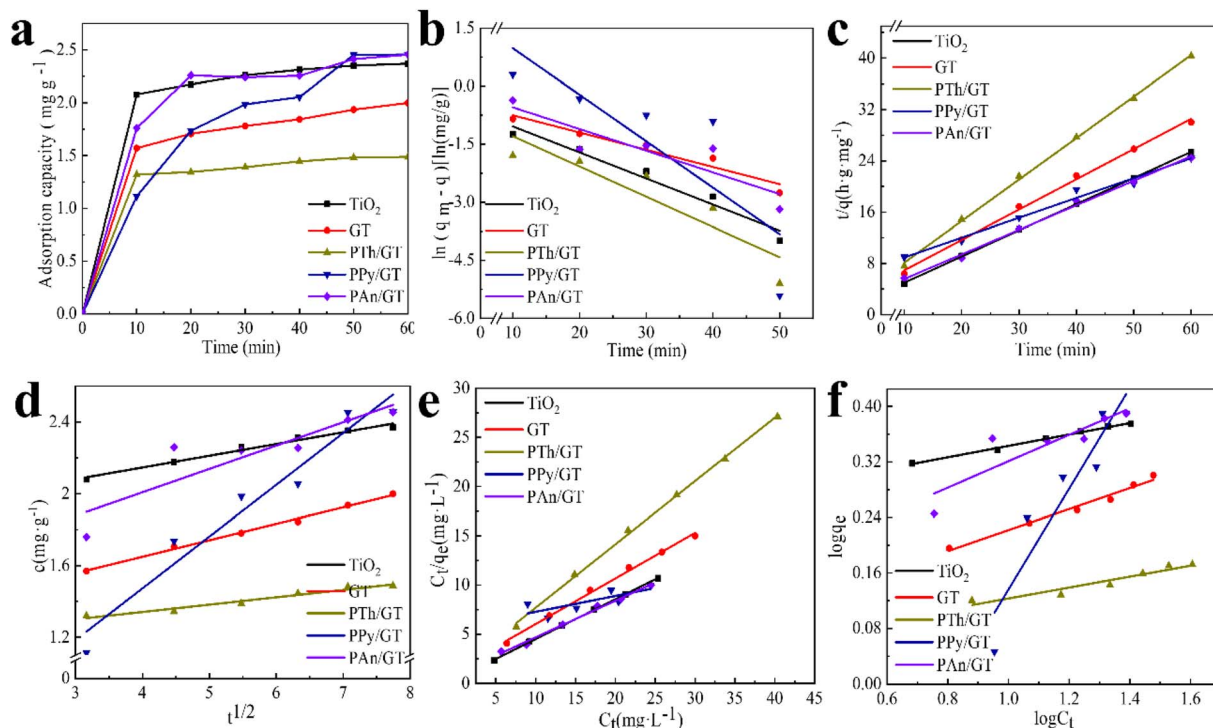 a
Adsorption capacity ( mg g⁻¹ )
2.5
2.0
1.5
1.0
0.5
0.0
0 10 20 30 40 50 60
Time (min)
TiO₂
GT
PTh/GT
PPy/GT
PAn/GT
b
ln ( q m - q )[ln(mg/g)]
1.5
0.0
-1.5
-3.0
-4.5
-6.0
0 10 20 30 40 50
Time (min)
TiO₂
GT
PTh/GT
PPy/GT
PAn/GT
c
t/q(h·g·mg⁻¹)
40
32
24
16
8
0
0 10 20 30 40 50 60
Time (min)
TiO₂
GT
PTh/GT
PPy/GT
PAn/GT
d
c(mg·g⁻¹)
2.4
2
1.6
1.2
0
3 4 5 6 7 8
t^1/2
TiO₂
GT
PTh/GT
PPy/GT
PAn/GT
e
Cₜ/qₑ(mg·L⁻¹)
30
25
20
15
10
5
0
5 10 15 20 25 30 35 40 45
Cₜ(mg·L⁻¹)
TiO₂
GT
PTh/GT
PPy/GT
PAn/GT
f
logqₑ
0.40
0.32
0.24
0.16
0.08
0.00
0.6 0.8 1.0 1.2 1.4 1.6
logCₜ
TiO₂
GT
PTh/GT
PPy/GT
PAn/GT